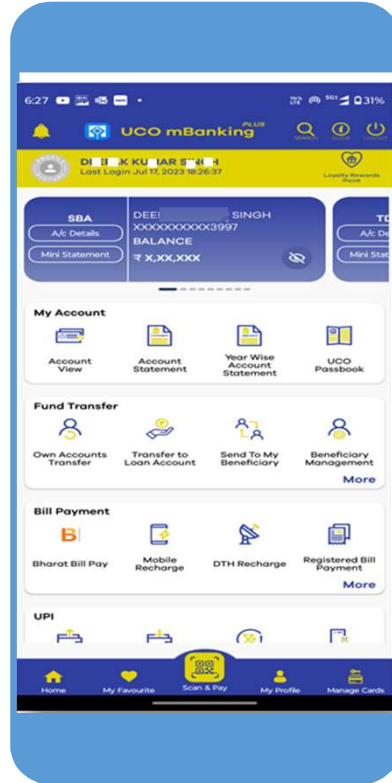 6:27 31%
UCO mBanking PLUS
SEARCH
Last Login Jul 17, 2023 18:26:37
Loyalty Rewards
Point
SBA
A/c Details
Mini Statement
DEE SINGH
XXXXXXXXXX3997
BALANCE
₹ X,XX,XXX
TD
A/c De
Mini Stat
My Account
Account
View
Account
Statement
Year Wise
Account
Statement
UCO
Passbook
Fund Transfer
Own Accounts
Transfer
Transfer to
Loan Account
Send To My
Beneficiary
Beneficiary
Management
More
Bill Payment
B
Bharat Bill Pay
Mobile
Recharge
DTH Recharge
Registered Bill
Payment
More
UPI
Home
My Favourite
Scan & Pay
My Profile
Manage Cards